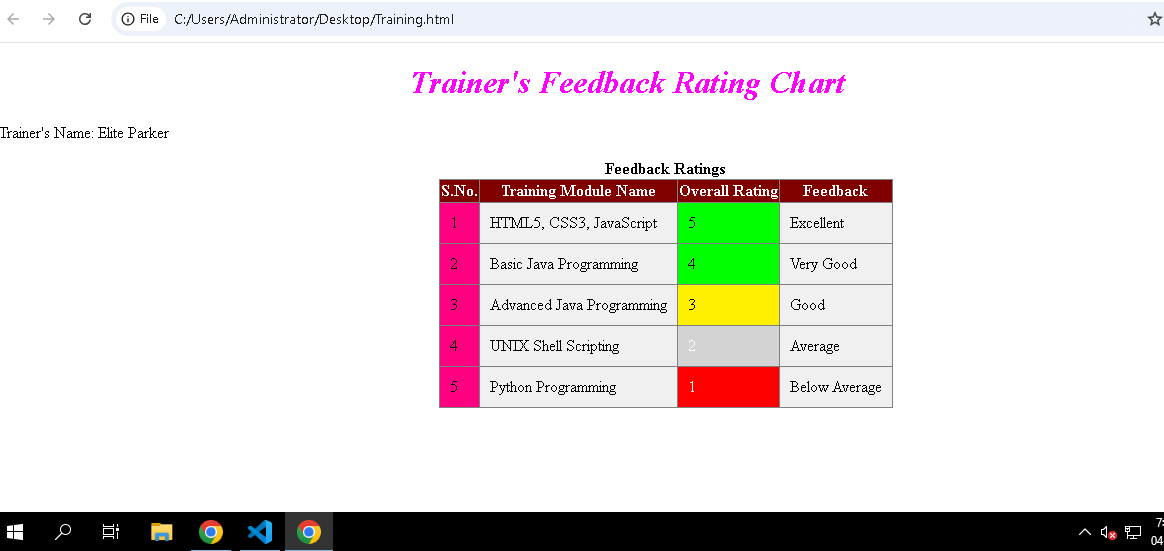 File C:/Users/Administrator/Desktop/Training.html
Trainer's Feedback Rating Chart
Trainer's Name: Elite Parker
Feedback Ratings
S.No. Training Module Name Overall Rating Feedback
1 HTML5, CSS3, JavaScript 5 Excellent
2 Basic Java Programming 4 Very Good
3 Advanced Java Programming 3 Good
4 UNIX Shell Scripting 2 Average
5 Python Programming 1 Below Average